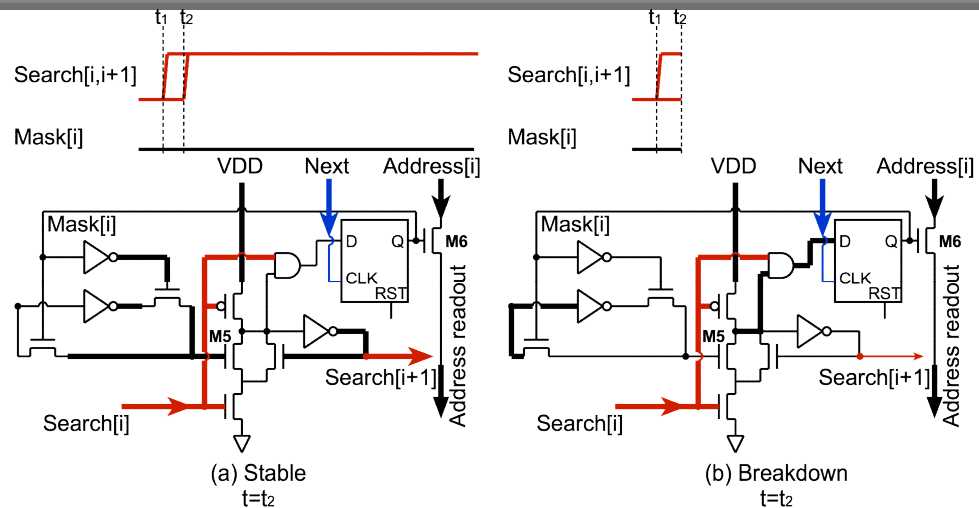 t1 t2
Search[i,i+1]
Mask[i]
VDD Next Address[i]
Mask[i]
D Q
M6
CLK
RST
M5
Search[i+1]
Search[i]
Address readout
(a) Stable
t=t2
t1 t2
Search[i,i+1]
Mask[i]
VDD Next Address[i]
Mask[i]
D Q
M6
CLK
RST
M5
Search[i+1]
Search[i]
Address readout
(b) Breakdown
t=t2